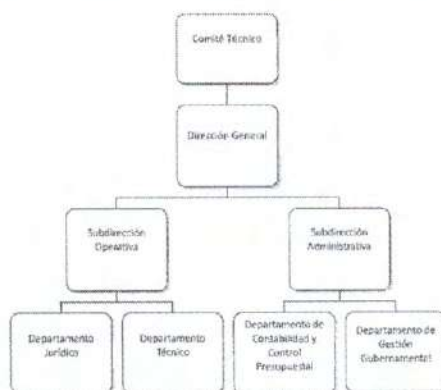 Comité Técnico
Dirección General
Subdirección
Operativa
Subdirección
Administrativa
Departamento
Jurídico
Departamento
Técnico
Departamento de
Contabilidad y
Control
Presupuestal
Departamento de
Gestión
Gubernamental